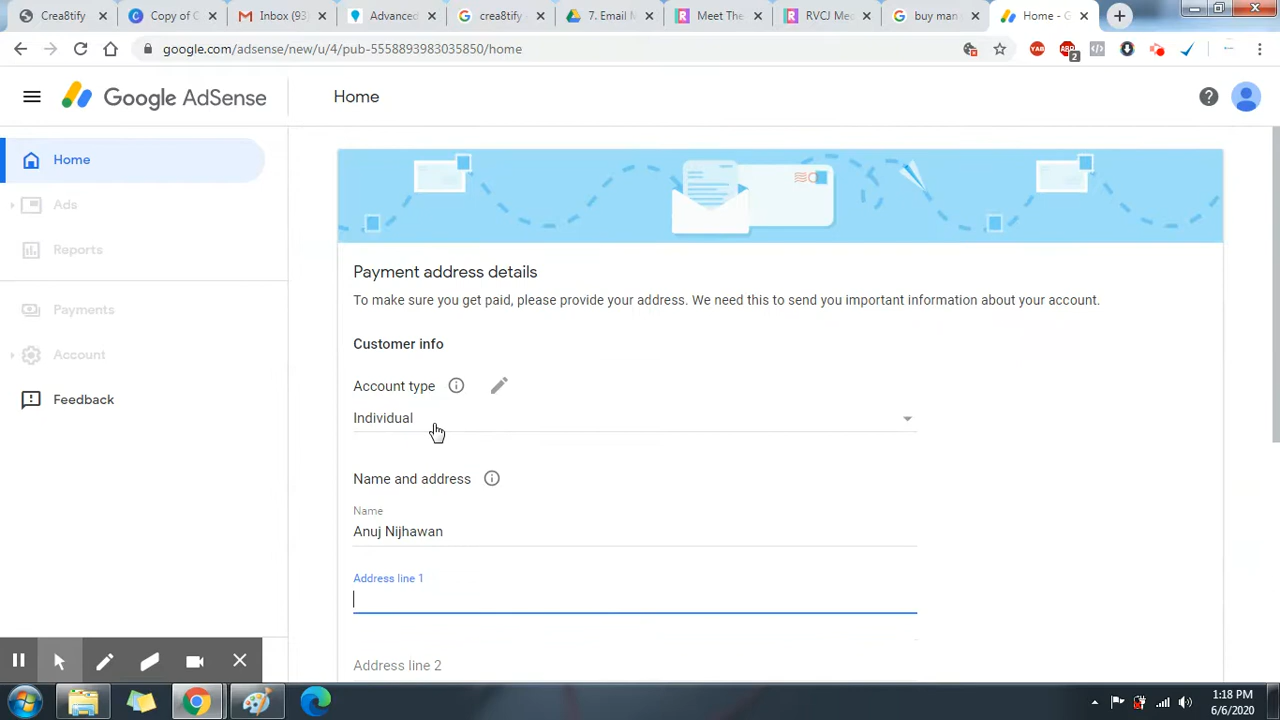 Crea8tify
Copy of C
Inbox (93)
Advanced
crea8tify
7. Email M
Meet The
RVCJ Me
buy mar
Home - G
google.com/adsense/new/u/4/pub-5558893983035850/home
YAB
ABP
2
Google AdSense
Home
Home
Ads
Reports
Payments
Account
Feedback
Payment address details
To make sure you get paid, please provide your address. We need this to send you important information about your account.
Customer info
Account type
Individual
Name and address
Name
Anuj Nijhawan
Address line 1
Address line 2
1:18 PM
6/6/2020